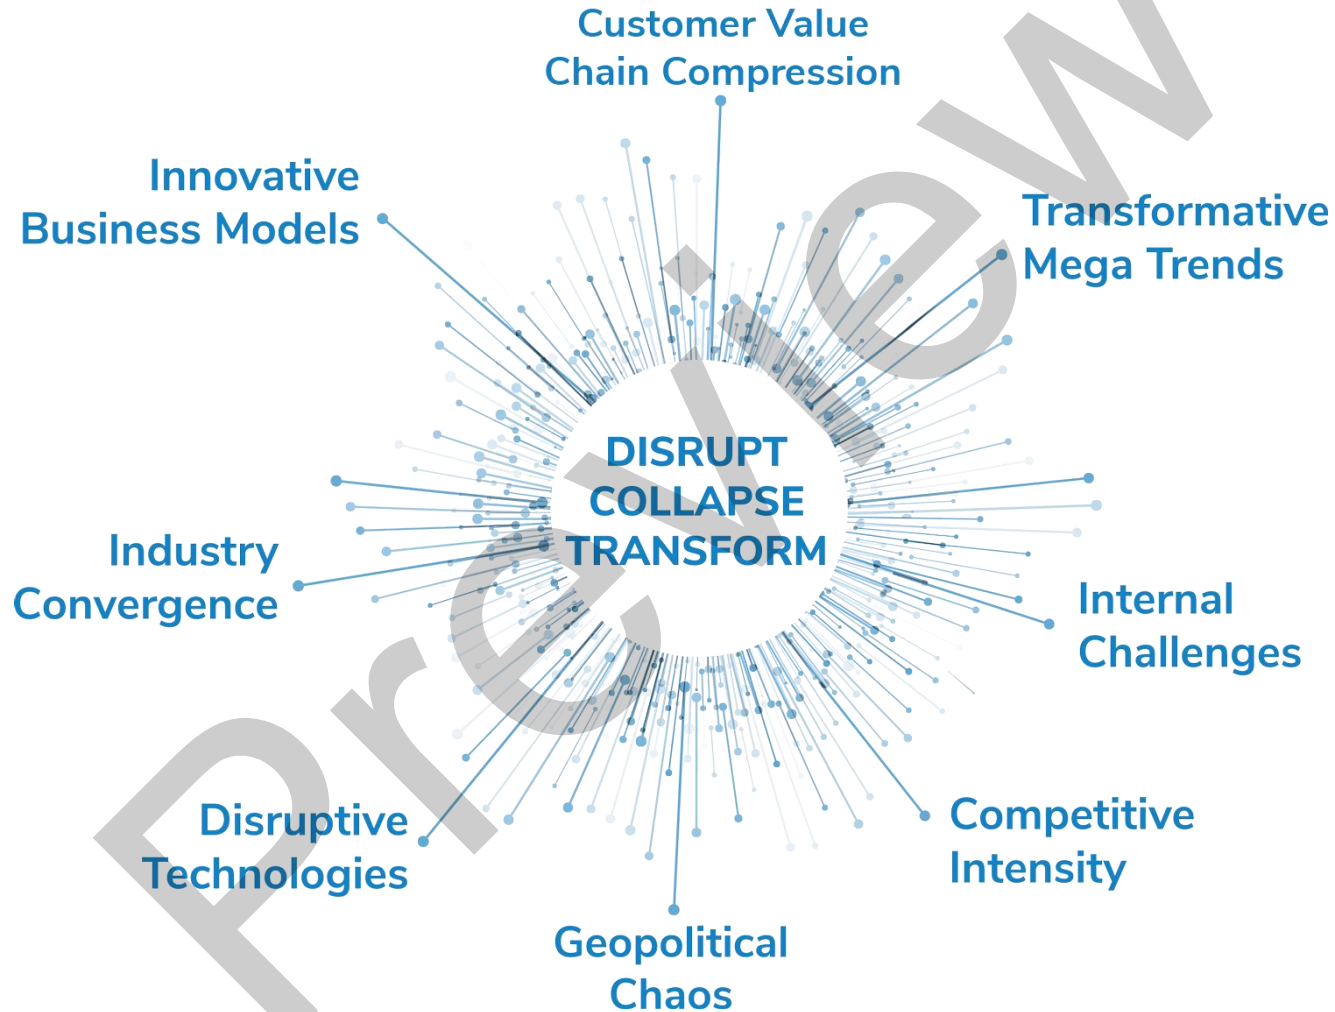 Customer Value
Chain Compression
Innovative
Business Models
Transformative
Mega Trends
DISRUPT
COLLAPSE
TRANSFORM
Industry
Convergence
Internal
Challenges
Disruptive
Technologies
Competitive
Intensity
Geopolitical
Chaos
Preview